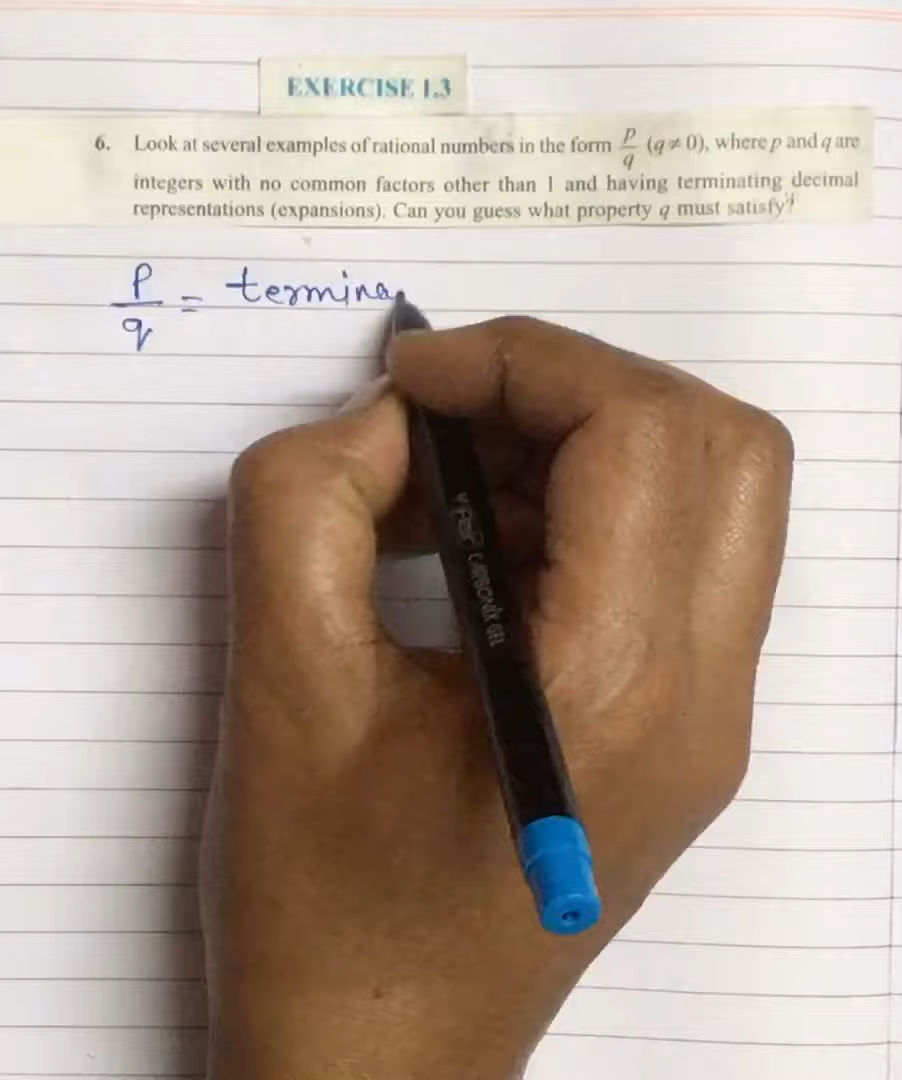 EXERCISE 1.3
6. Look at several examples of rational numbers in the form p/q (q ≠ 0), where p and q are
integers with no common factors other than 1 and having terminating decimal
representations (expansions). Can you guess what property q must satisfy?
p/q = termina
CARBONIX GEL